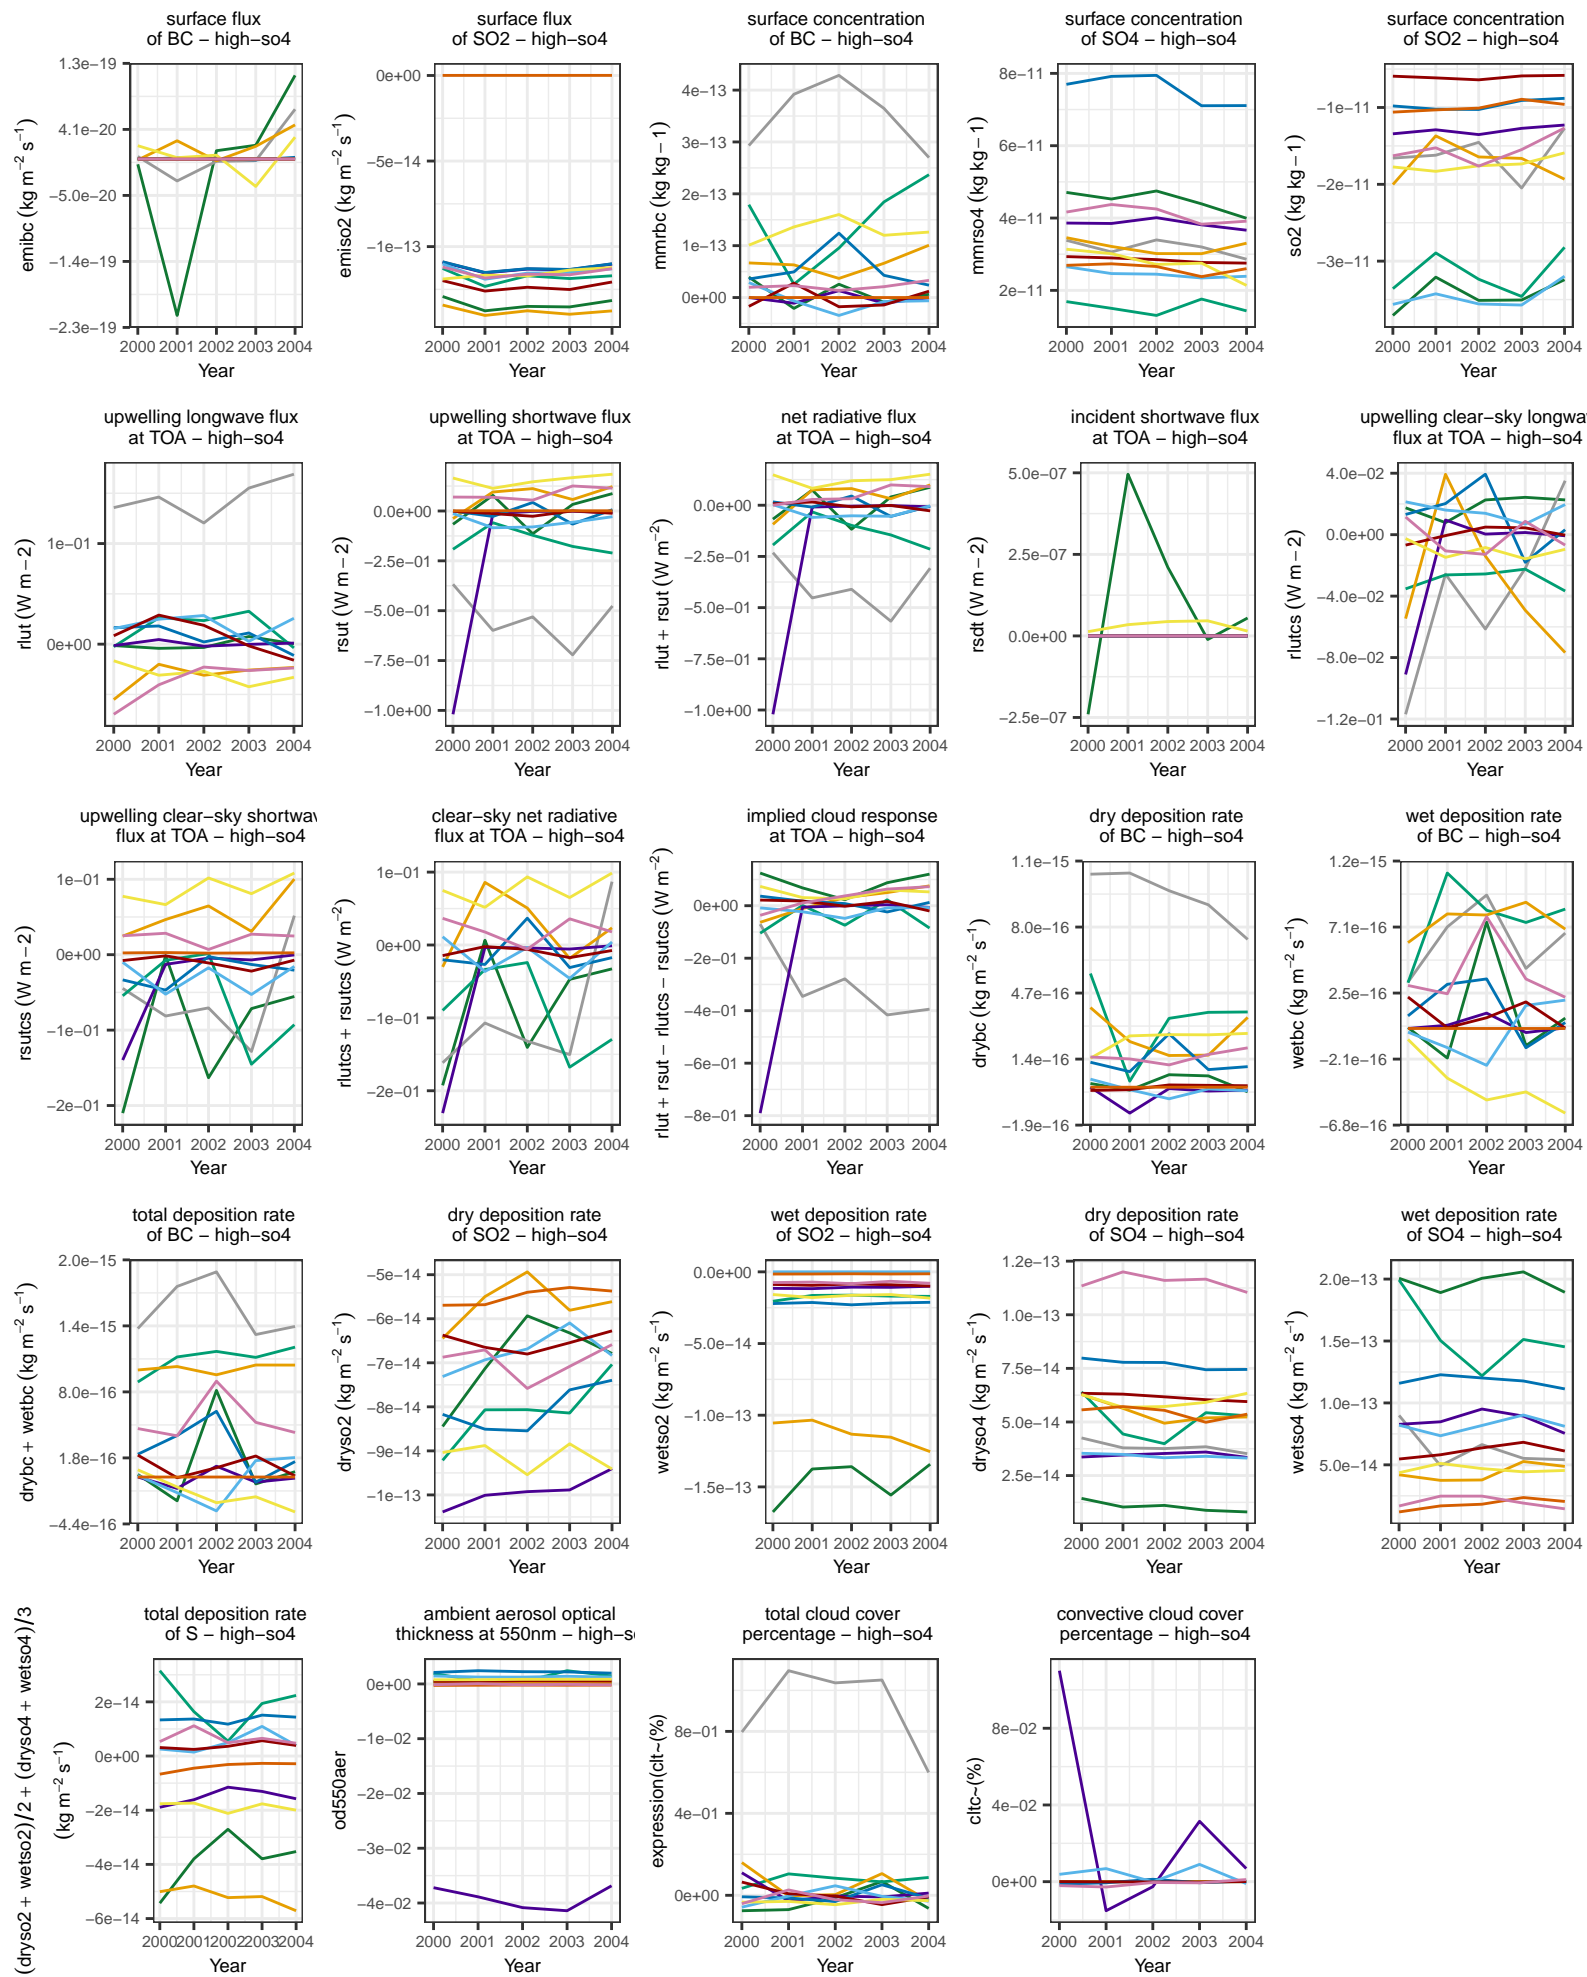 surface flux
of BC − high−so4
emibc (kg m−2 s−1)
1.3e−19
4.1e−20
−5.0e−20
−1.4e−19
−2.3e−19
2000 2001 2002 2003 2004
Year
surface flux
of SO2 − high−so4
emiso2 (kg m−2 s−1)
0e+00
−5e−14
−1e−13
2000 2001 2002 2003 2004
Year
surface concentration
of BC − high−so4
mmrbc (kg kg − 1)
4e−13
3e−13
2e−13
1e−13
0e+00
2000 2001 2002 2003 2004
Year
surface concentration
of SO4 − high−so4
mmrso4 (kg kg − 1)
8e−11
6e−11
4e−11
2e−11
2000 2001 2002 2003 2004
Year
surface concentration
of SO2 − high−so4
so2 (kg kg − 1)
−1e−11
−2e−11
−3e−11
2000 2001 2002 2003 2004
Year
upwelling longwave flux
at TOA − high−so4
rlut (W m − 2)
1e−01
0e+00
2000 2001 2002 2003 2004
Year
upwelling shortwave flux
at TOA − high−so4
rsut (W m − 2)
0.0e+00
−2.5e−01
−5.0e−01
−7.5e−01
−1.0e+00
2000 2001 2002 2003 2004
Year
net radiative flux
at TOA − high−so4
rlut + rsut (W m−2)
0.0e+00
−5.0e−01
−1.0e+00
2000 2001 2002 2003 2004
Year
incident shortwave flux
at TOA − high−so4
rsdt (W m − 2)
5.0e−07
2.5e−07
0.0e+00
−2.5e−07
2000 2001 2002 2003 2004
Year
upwelling clear−sky longwa
flux at TOA − high−so4
rlutcs (W m − 2)
4.0e−02
0.0e+00
−4.0e−02
−8.0e−02
−1.2e−01
2000 2001 2002 2003 2004
Year
upwelling clear−sky shortwav
flux at TOA − high−so4
rsutcs (W m − 2)
1e−01
0e+00
−1e−01
−2e−01
2000 2001 2002 2003 2004
Year
clear−sky net radiative
flux at TOA − high−so4
rlutcs + rsutcs (W m−2)
1e−01
0e+00
−1e−01
−2e−01
2000 2001 2002 2003 2004
Year
implied cloud response
at TOA − high−so4
rlut + rsut − rlutcs − rsutcs (W m−2)
0e+00
−2e−01
−4e−01
−6e−01
−8e−01
2000 2001 2002 2003 2004
Year
dry deposition rate
of BC − high−so4
drybc (kg m−2 s−1)
1.1e−15
8.0e−16
4.7e−16
1.4e−16
−1.9e−16
2000 2001 2002 2003 2004
Year
wet deposition rate
of BC − high−so4
wetbc (kg m−2 s−1)
1.2e−15
7.1e−16
2.5e−16
−2.1e−16
−6.8e−16
2000 2001 2002 2003 2004
Year
total deposition rate
of BC − high−so4
drybc + wetbc (kg m−2 s−1)
2.0e−15
1.4e−15
8.0e−16
1.8e−16
−4.4e−16
2000 2001 2002 2003 2004
Year
dry deposition rate
of SO2 − high−so4
dryso2 (kg m−2 s−1)
−5e−14
−6e−14
−7e−14
−8e−14
−9e−14
−1e−13
2000 2001 2002 2003 2004
Year
wet deposition rate
of SO2 − high−so4
wetso2 (kg m−2 s−1)
0.0e+00
−5.0e−14
−1.0e−13
−1.5e−13
2000 2001 2002 2003 2004
Year
dry deposition rate
of SO4 − high−so4
dryso4 (kg m−2 s−1)
1.2e−13
1.0e−13
7.5e−14
5.0e−14
2.5e−14
2000 2001 2002 2003 2004
Year
wet deposition rate
of SO4 − high−so4
wetso4 (kg m−2 s−1)
2.0e−13
1.5e−13
1.0e−13
5.0e−14
2000 2001 2002 2003 2004
Year
total deposition rate
of S − high−so4
(dryso2 + wetso2)/2 + (dryso4 + wetso4)/3
(kg m−2 s−1)
2e−14
0e+00
−2e−14
−4e−14
−6e−14
2000 2001 2002 2003 2004
Year
ambient aerosol optical
thickness at 550nm − high−s
od550aer
0e+00
−1e−02
−2e−02
−3e−02
−4e−02
2000 2001 2002 2003 2004
Year
total cloud cover
percentage − high−so4
expression(clt~(%)
8e−01
4e−01
0e+00
2000 2001 2002 2003 2004
Year
convective cloud cover
percentage − high−so4
cltc~(%)
8e−02
4e−02
0e+00
2000 2001 2002 2003 2004
Year